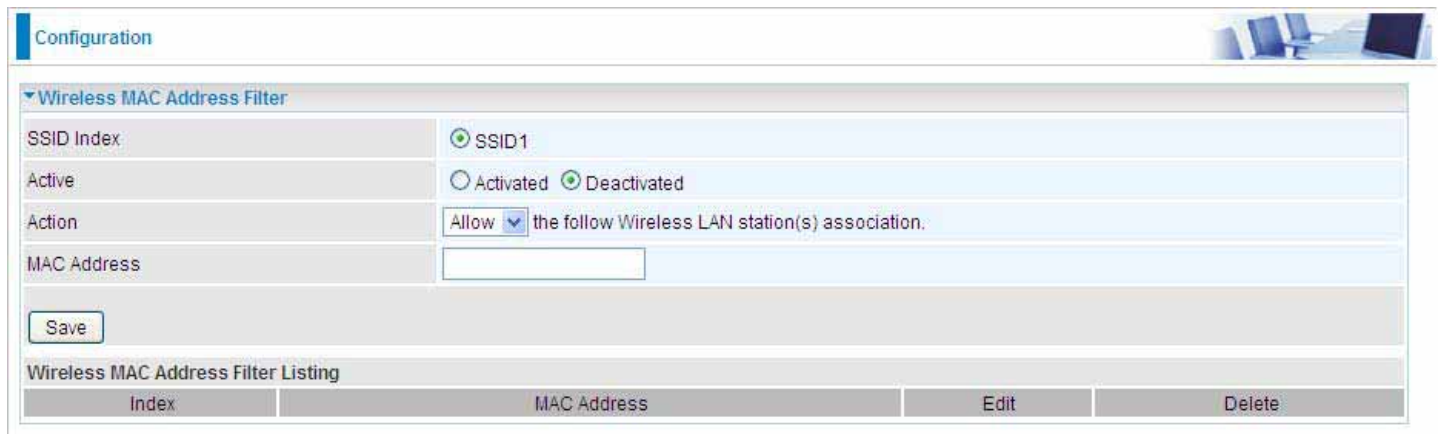 Configuration
Wireless MAC Address Filter
SSID Index SSID1
Active Activated Deactivated
Action Allow the follow Wireless LAN station(s) association.
MAC Address
Save
Wireless MAC Address Filter Listing
Index MAC Address Edit Delete